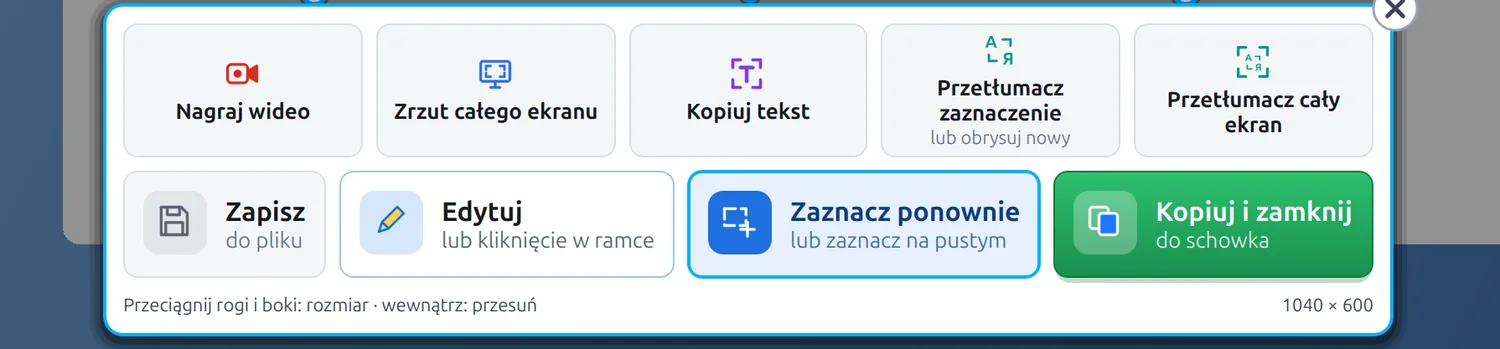 Nagraj wideo
Zrzut całego ekranu
Kopiuj tekst
A
Я
Przetłumacz
zaznaczenie
lub obrysuj nowy
A
Я
Przetłumacz cały
ekran
Zapisz
do pliku
Edytuj
lub kliknięcie w ramce
Zaznacz ponownie
lub zaznacz na pustym
Kopiuj i zamknij
do schowka
Przeciągnij rogi i boki: rozmiar · wewnątrz: przesuń
1040 × 600